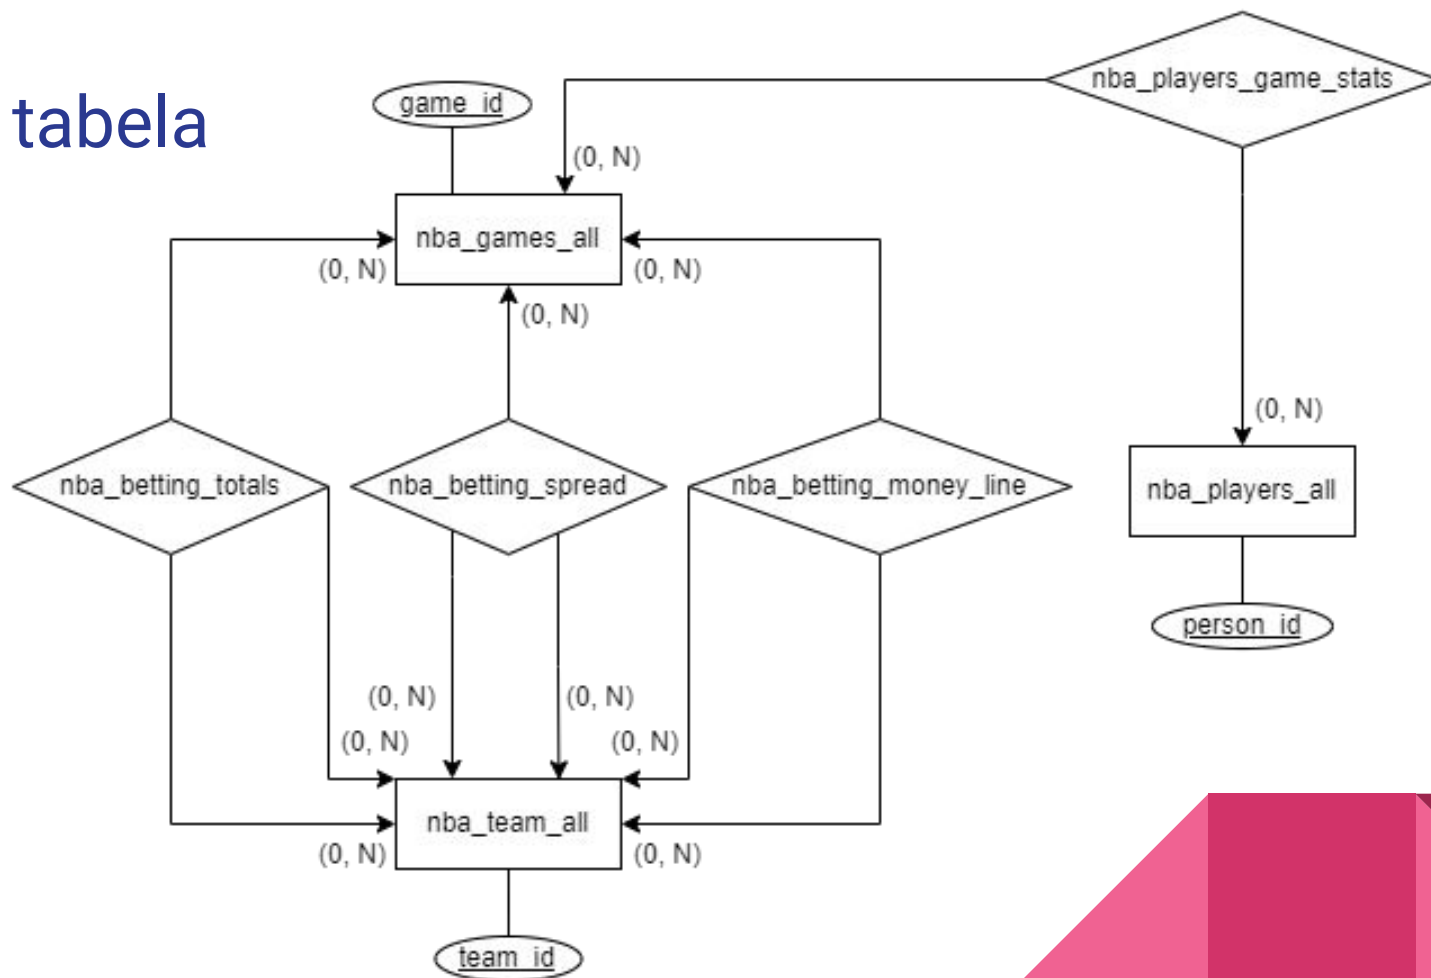 tabela
game_id
nba_players_game_stats
(0, N)
nba_games_all
(0, N)
(0, N)
(0, N)
(0, N)
nba_betting_totals
nba_betting_spread
nba_betting_money_line
nba_players_all
person_id
(0, N)
(0, N)
(0, N)
(0, N)
nba_team_all
(0, N)
(0, N)
team_id